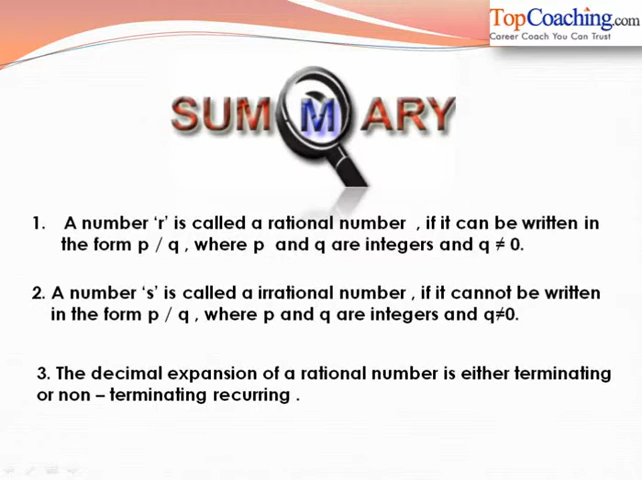 TopCoaching.com
Career Coach You Can Trust
SUMMARY
1. A number ‘r’ is called a rational number , if it can be written in
the form p / q , where p and q are integers and q ≠ 0.
2. A number ‘s’ is called a irrational number , if it cannot be written
in the form p / q , where p and q are integers and q≠0.
3. The decimal expansion of a rational number is either terminating
or non – terminating recurring .